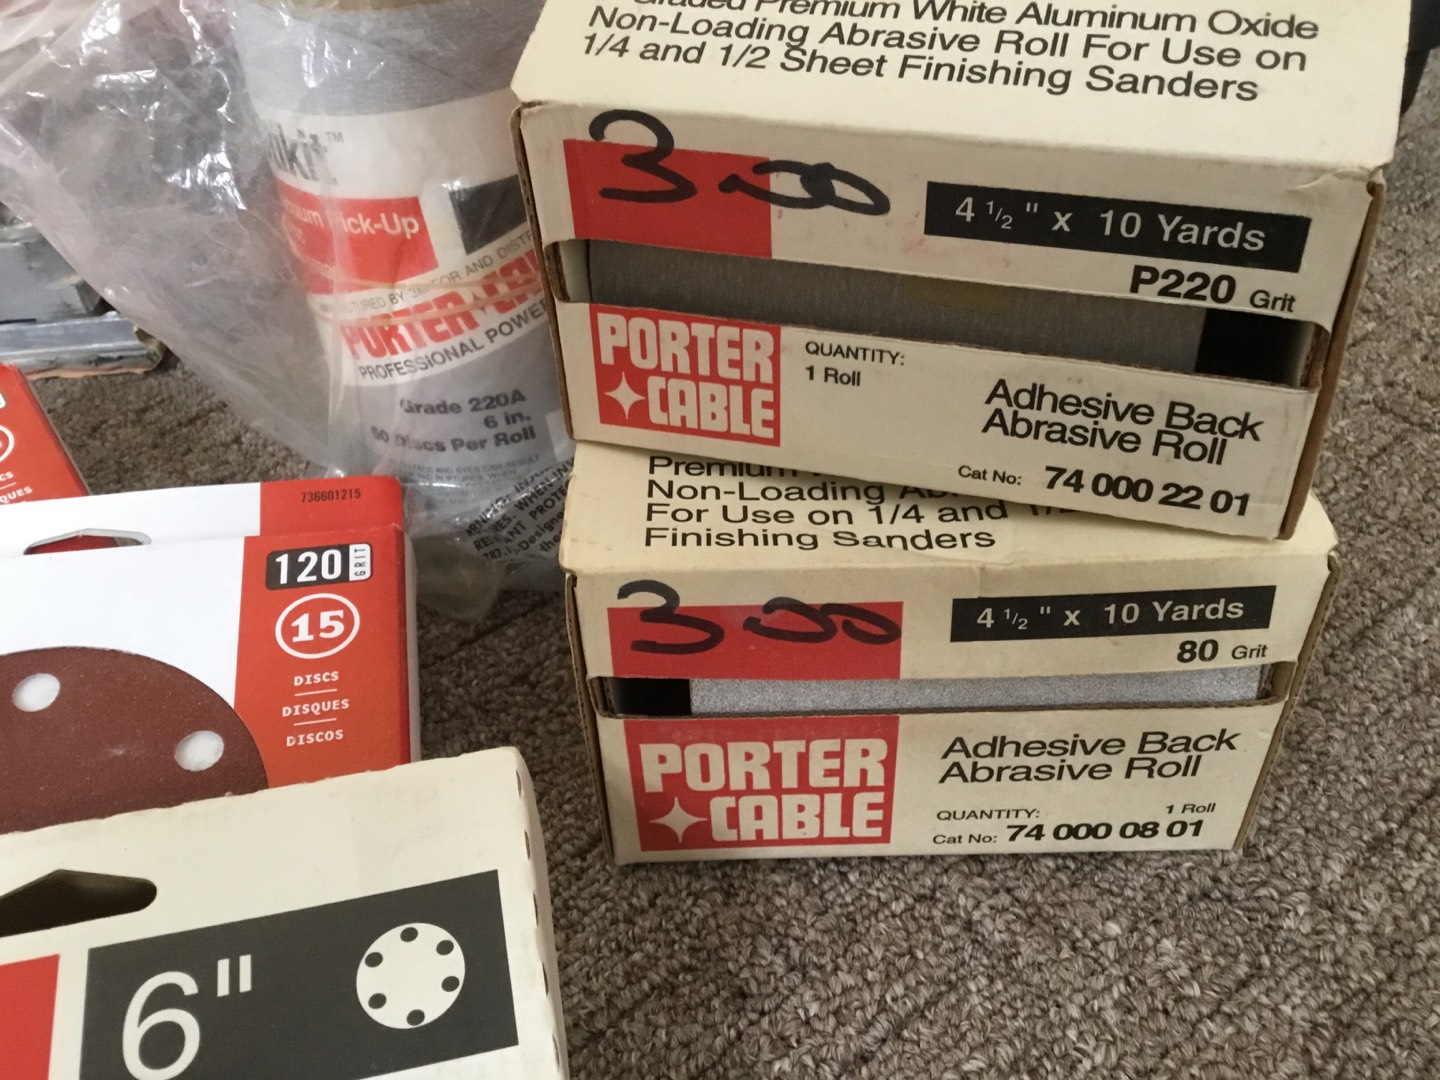 Premium White Aluminum Oxide
Non-Loading Abrasive Roll For Use on
1/4 and 1/2 Sheet Finishing Sanders
3.00
4 1/2 " x 10 Yards
P220 Grit
PORTER
CABLE
QUANTITY:
1 Roll
Adhesive Back
Abrasive Roll
Cat No: 74 000 22 01
Non-Loading
For Use on 1/4 and
Finishing Sanders
3.00
4 1/2 " x 10 Yards
80 Grit
PORTER
CABLE
Adhesive Back
Abrasive Roll
QUANTITY: 1 Roll
Cat No: 74 000 08 01
TM
ick-Up
FOR AND
PORTER
PROFESSIONAL POWE
Grade 220A
6 in.
50 Discs Per Roll
736601215
120 GRIT
15
DISCS
DISQUES
DISCOS
6"